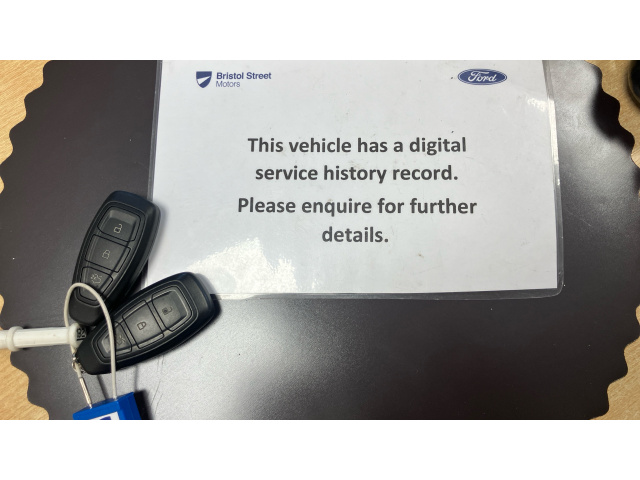 Bristol Street
Motors
Ford
This vehicle has a digital
service history record.
Please enquire for further
details.